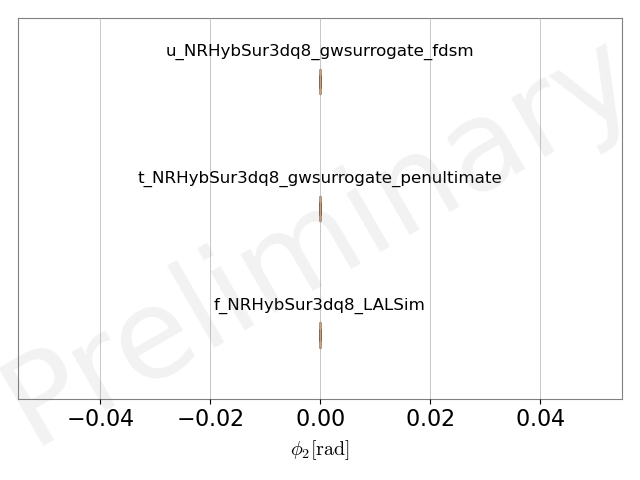 u_NRHybSur3dq8_gwsurrogate_fdsm
t_NRHybSur3dq8_gwsurrogate_penultimate
f_NRHybSur3dq8_LALSim
Preliminary
−0.04 −0.02 0.00 0.02 0.04
ϕ₂[rad]